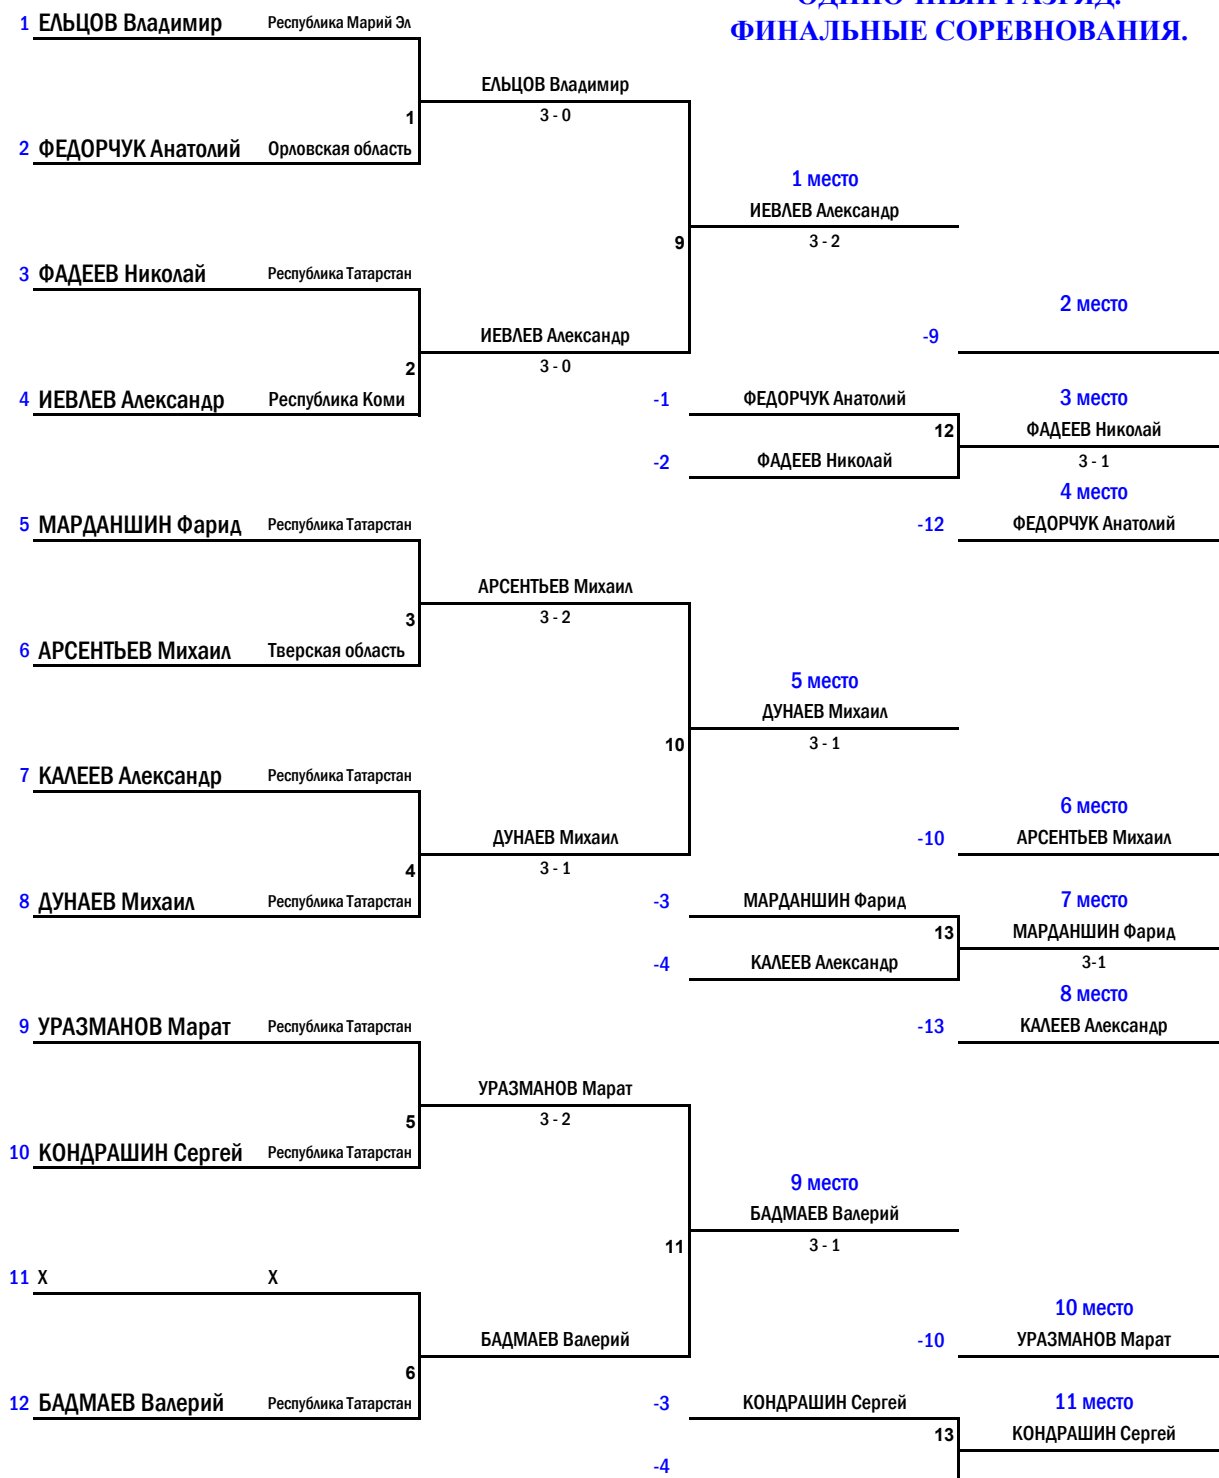 ОДИНОЧНЫЙ РАЗРЯД.
ФИНАЛЬНЫЕ СОРЕВНОВАНИЯ.
1 ЕЛЬЦОВ Владимир Республика Марий Эл
ЕЛЬЦОВ Владимир
1 3 - 0
2 ФЕДОРЧУК Анатолий Орловская область
1 место
ИЕВЛЕВ Александр
9 3 - 2
3 ФАДЕЕВ Николай Республика Татарстан
2 место
ИЕВЛЕВ Александр -9
2 3 - 0
4 ИЕВЛЕВ Александр Республика Коми -1 ФЕДОРЧУК Анатолий 3 место
12 ФАДЕЕВ Николай
-2 ФАДЕЕВ Николай 3 - 1
4 место
5 МАРДАНШИН Фарид Республика Татарстан -12 ФЕДОРЧУК Анатолий
АРСЕНТЬЕВ Михаил
3 3 - 2
6 АРСЕНТЬЕВ Михаил Тверская область
5 место
ДУНАЕВ Михаил
10 3 - 1
7 КАЛЕЕВ Александр Республика Татарстан
6 место
ДУНАЕВ Михаил -10 АРСЕНТЬЕВ Михаил
4 3 - 1
8 ДУНАЕВ Михаил Республика Татарстан -3 МАРДАНШИН Фарид 7 место
13 МАРДАНШИН Фарид
-4 КАЛЕЕВ Александр 3-1
8 место
9 УРАЗМАНОВ Марат Республика Татарстан -13 КАЛЕЕВ Александр
УРАЗМАНОВ Марат
5 3 - 2
10 КОНДРАШИН Сергей Республика Татарстан
9 место
БАДМАЕВ Валерий
11 3 - 1
11 Х Х
10 место
БАДМАЕВ Валерий -10 УРАЗМАНОВ Марат
6
12 БАДМАЕВ Валерий Республика Татарстан -3 КОНДРАШИН Сергей 11 место
13 КОНДРАШИН Сергей
-4